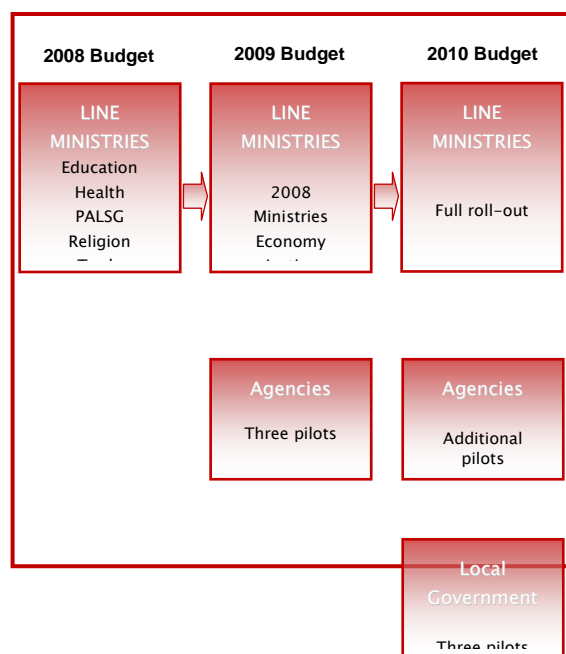 2008 Budget
2009 Budget
2010 Budget
LINE
MINISTRIES
Education
Health
PALSG
Religion
LINE
MINISTRIES
2008
Ministries
Economy
LINE
MINISTRIES
Full roll-out
Agencies
Three pilots
Agencies
Additional
pilots
Local
Government
Three pilots